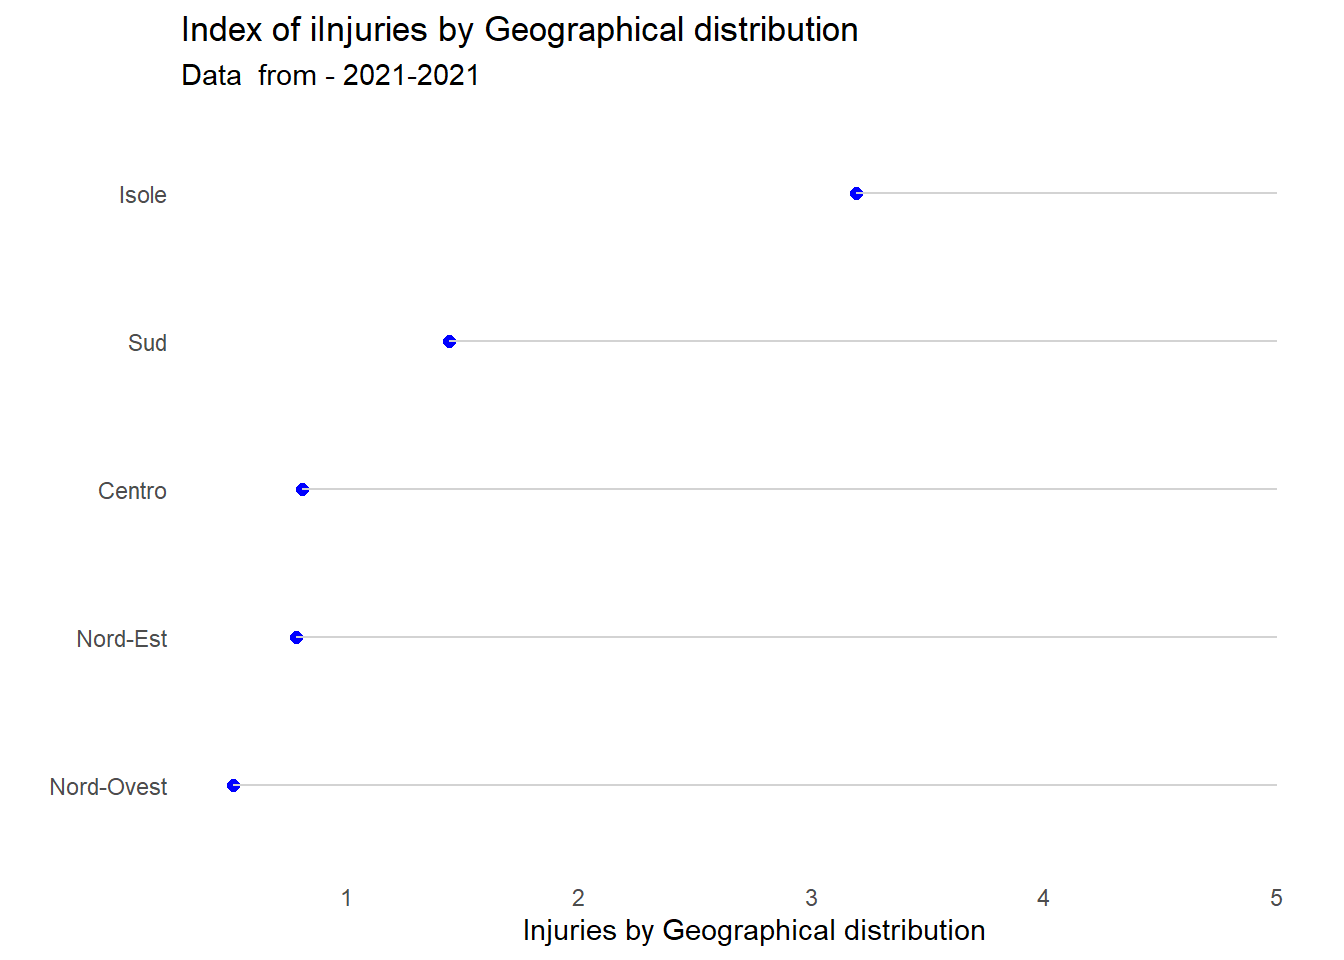 Index of iInjuries by Geographical distribution
Data  from - 2021-2021
Isole
Sud
Centro
Nord-Est
Nord-Ovest
1 2 3 4 5
Injuries by Geographical distribution